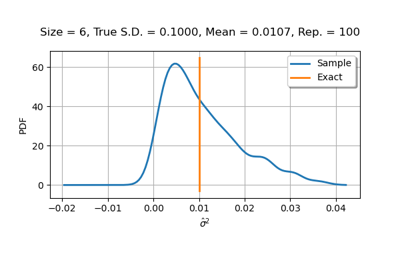 Size = 6, True S.D. = 0.1000, Mean = 0.0107, Rep. = 100
Sample
Exact
60
40
20
0
PDF
−0.02 −0.01 0.00 0.01 0.02 0.03 0.04
σ̂²